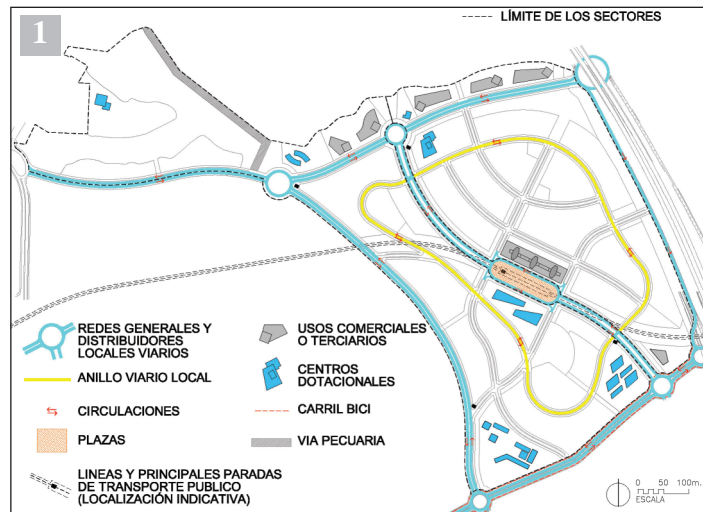 1
LÍMITE DE LOS SECTORES
REDES GENERALES Y
DISTRIBUIDORES
LOCALES VIARIOS
ANILLO VIARIO LOCAL
CIRCULACIONES
PLAZAS
LINEAS Y PRINCIPALES PARADAS
DE TRANSPORTE PUBLICO
(LOCALIZACIÓN INDICATIVA)
USOS COMERCIALES
O TERCIARIOS
CENTROS
DOTACIONALES
CARRIL BICI
VIA PECUARIA
0 50 100m.
ESCALA